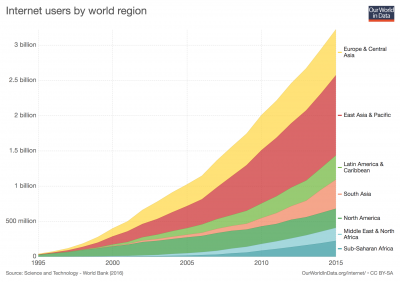 Internet users by world region
Our World
in Data
3 billion
2.5 billion
2 billion
1.5 billion
1 billion
500 million
0
1995
2000
2005
2010
2015
Europe & Central
Asia
East Asia & Pacific
Latin America &
Caribbean
South Asia
North America
Middle East & North
Africa
Sub-Saharan Africa
Source: Science and Technology - World Bank (2016)
OurWorldInData.org/internet/ • CC BY-SA